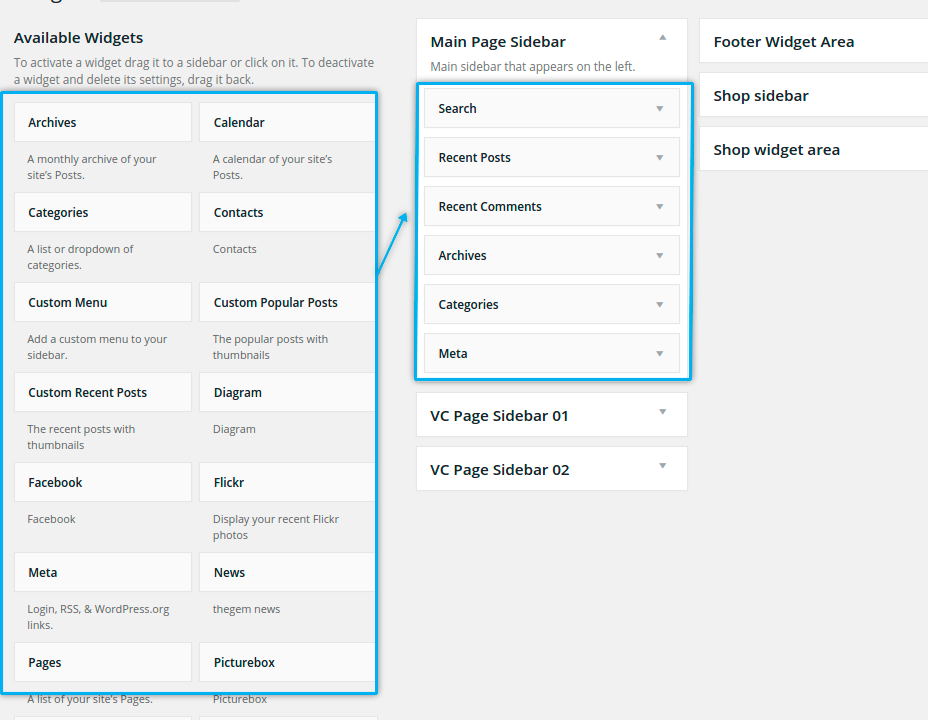 Available Widgets
To activate a widget drag it to a sidebar or click on it. To deactivate
a widget and delete its settings, drag it back.
Archives
A monthly archive of your
site's Posts.
Calendar
A calendar of your site's
Posts.
Categories
A list or dropdown of
categories.
Contacts
Contacts
Custom Menu
Add a custom menu to your
sidebar.
Custom Popular Posts
The popular posts with
thumbnails
Custom Recent Posts
The recent posts with
thumbnails
Diagram
Diagram
Facebook
Facebook
Flickr
Display your recent Flickr
photos
Meta
Login, RSS, & WordPress.org
links.
News
thegem news
Pages
A list of your site's Pages.
Picturebox
Picturebox
Main Page Sidebar
Main sidebar that appears on the left.
Search
Recent Posts
Recent Comments
Archives
Categories
Meta
VC Page Sidebar 01
VC Page Sidebar 02
Footer Widget Area
Shop sidebar
Shop widget area